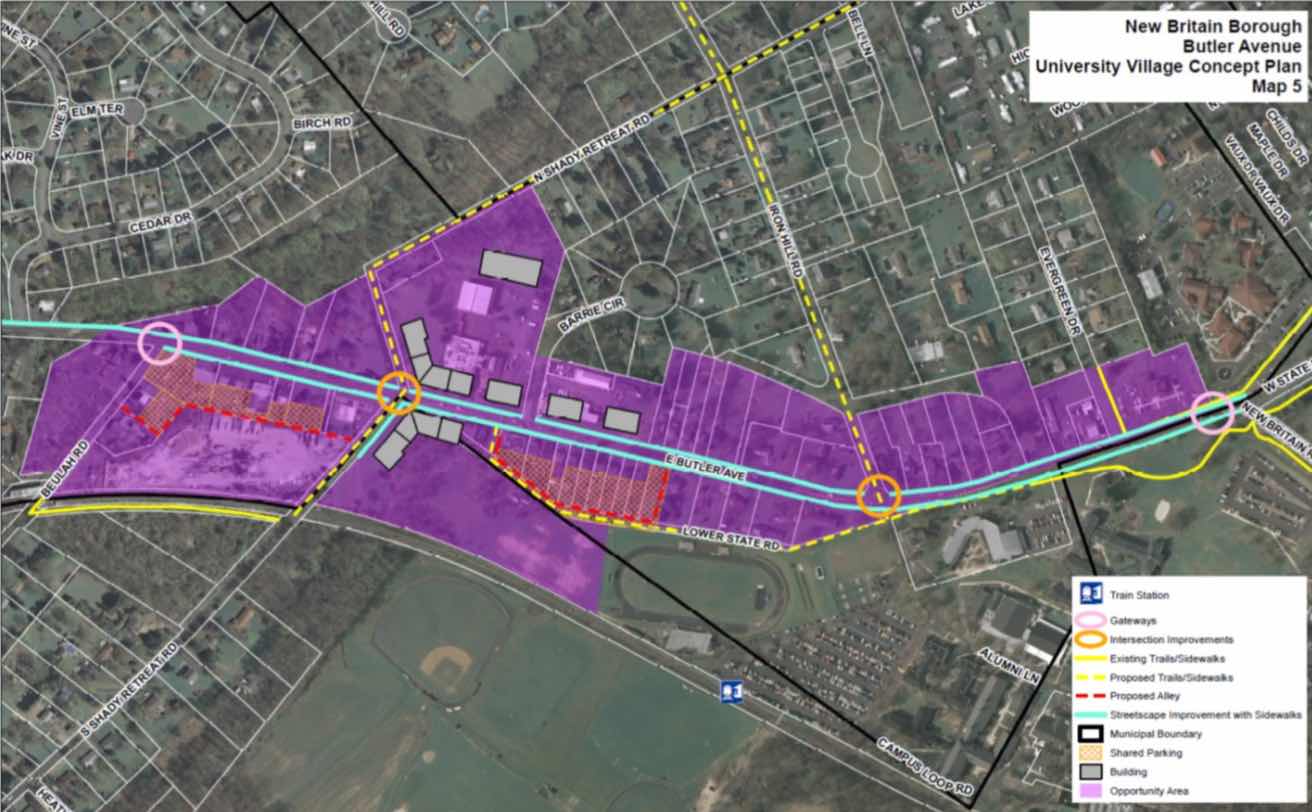 New Britain Borough
Butler Avenue
University Village Concept Plan
Map 5
HILL RD
BELL LN
VINE ST
ELM TER
BIRCH RD
CEDAR DR
N SHADY RETREAT RD
IRON HILL RD
BARRIE CIR
EVERGREEN DR
CHILDS DR
MAPLE DR
VAUX DR
VAUX DR
W STATE
NEW BRITAIN
BEULAH RD
E BUTLER AVE
LOWER STATE RD
S SHADY RETREAT RD
ALUMNI LN
CAMPUS LOOP RD
Train Station
Gateways
Intersection Improvements
Existing Trails/Sidewalks
Proposed Trails/Sidewalks
Proposed Alley
Streetscape Improvement with Sidewalks
Municipal Boundary
Shared Parking
Building
Opportunity Area